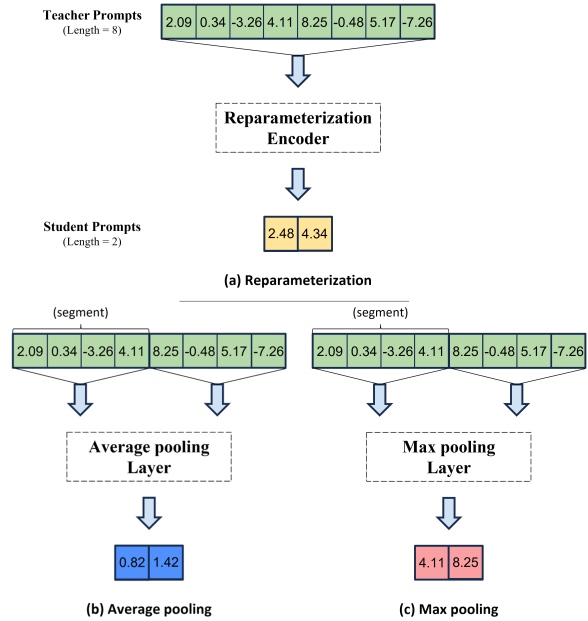 Teacher Prompts
(Length = 8)
2.09 0.34 -3.26 4.11 8.25 -0.48 5.17 -7.26
Reparameterization
Encoder
Student Prompts
(Length = 2)
2.48 4.34
(a) Reparameterization
(segment)
2.09 0.34 -3.26 4.11 8.25 -0.48 5.17 -7.26
Average pooling
Layer
0.82 1.42
(b) Average pooling
(segment)
2.09 0.34 -3.26 4.11 8.25 -0.48 5.17 -7.26
Max pooling
Layer
4.11 8.25
(c) Max pooling